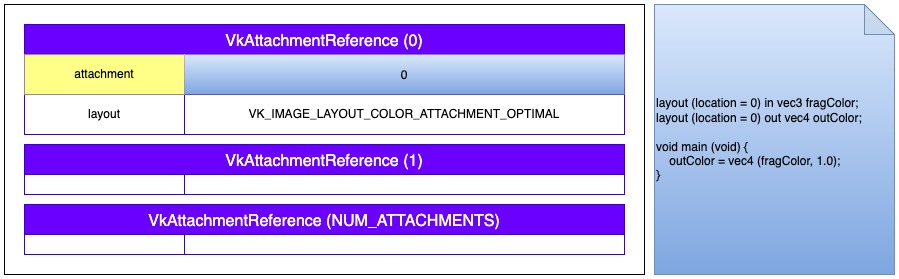 VkAttachmentReference (0)
attachment
0
layout
VK_IMAGE_LAYOUT_COLOR_ATTACHMENT_OPTIMAL
VkAttachmentReference (1)
VkAttachmentReference (NUM_ATTACHMENTS)
layout (location = 0) in vec3 fragColor;
layout (location = 0) out vec4 outColor;
void main (void) {
outColor = vec4 (fragColor, 1.0);
}